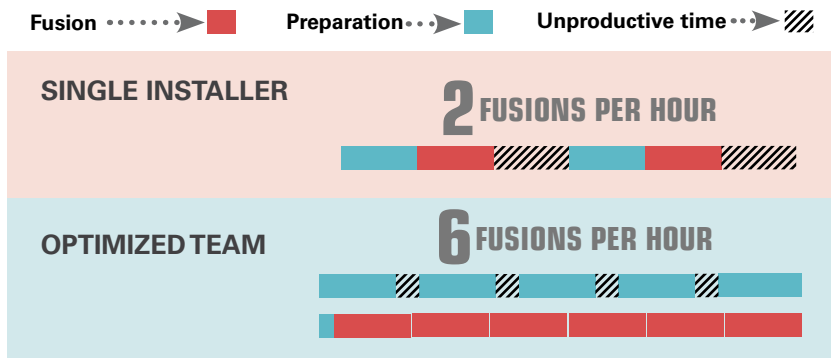 Fusion Preparation Unproductive time
SINGLE INSTALLER
2 FUSIONS PER HOUR
OPTIMIZED TEAM
6 FUSIONS PER HOUR